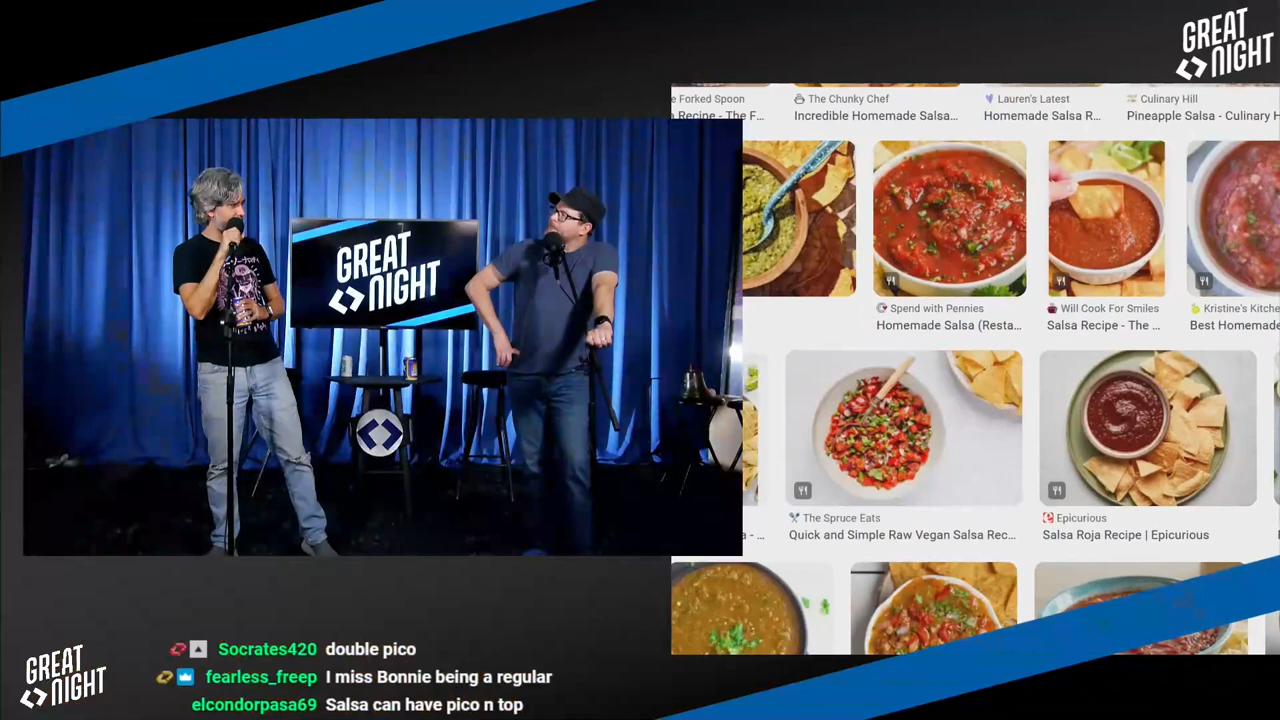 GREAT
NIGHT
e Forked Spoon
The Chunky Chef
Lauren's Latest
Culinary Hill
a Recipe - The F...
Incredible Homemade Salsa...
Homemade Salsa R...
Pineapple Salsa - Culinary H
GREAT
NIGHT
Spend with Pennies
Will Cook For Smiles
Kristine's Kitche
Homemade Salsa (Resta...
Salsa Recipe - The ...
Best Homemad
The Spruce Eats
Epicurious
a - ...
Quick and Simple Raw Vegan Salsa Rec...
Salsa Roja Recipe | Epicurious
GREAT
NIGHT
Socrates420 double pico
fearless_freep I miss Bonnie being a regular
elcondorpasa69 Salsa can have pico n top